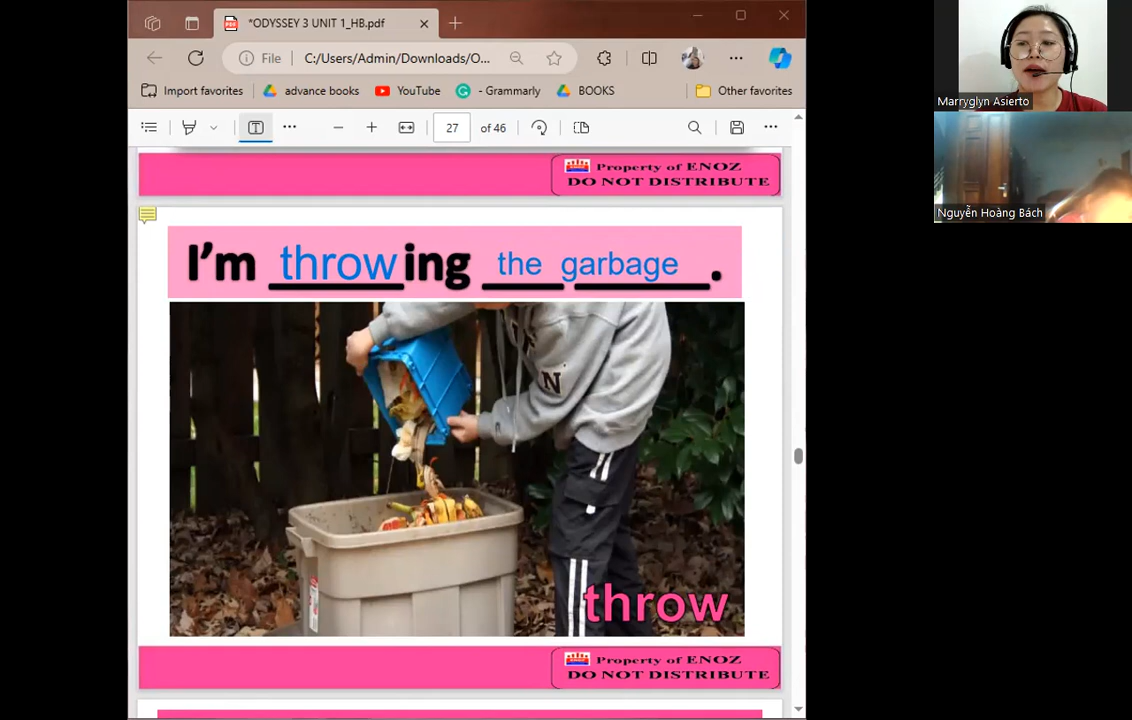 *ODYSSEY 3 UNIT 1_HB.pdf
File C:/Users/Admin/Downloads/O...
Import favorites advance books YouTube - Grammarly BOOKS Other favorites
27 of 46
Property of ENOZ
DO NOT DISTRIBUTE
I'm throwing the garbage.
N
throw
Property of ENOZ
DO NOT DISTRIBUTE
Marryglyn Asierto
Nguyễn Hoàng Bách